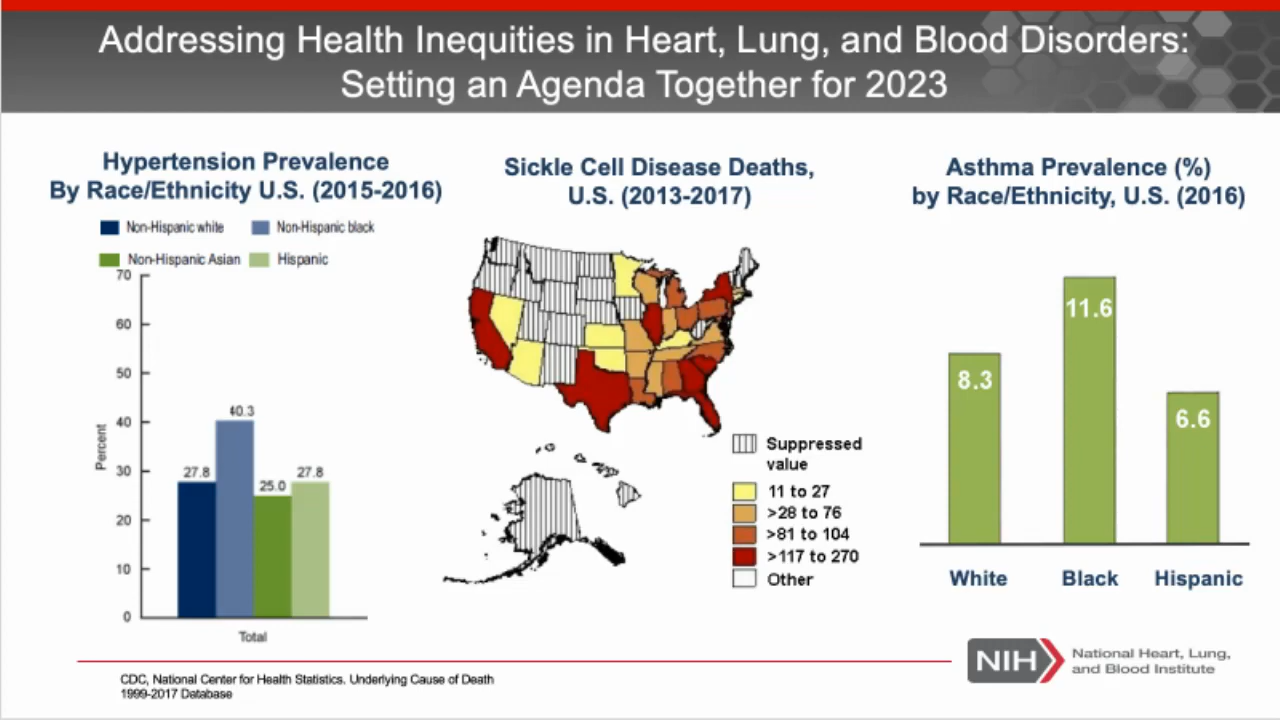 Addressing Health Inequities in Heart, Lung, and Blood Disorders:
Setting an Agenda Together for 2023
Hypertension Prevalence
By Race/Ethnicity U.S. (2015-2016)
Non-Hispanic white
Non-Hispanic black
Non-Hispanic Asian
Hispanic
70
60
50
40
30
20
10
0
Percent
27.8
40.3
25.0
27.8
Total
Sickle Cell Disease Deaths,
U.S. (2013-2017)
Suppressed
value
11 to 27
>28 to 76
>81 to 104
>117 to 270
Other
Asthma Prevalence (%)
by Race/Ethnicity, U.S. (2016)
8.3
11.6
6.6
White
Black
Hispanic
CDC, National Center for Health Statistics. Underlying Cause of Death
1999-2017 Database
NIH
National Heart, Lung,
and Blood Institute